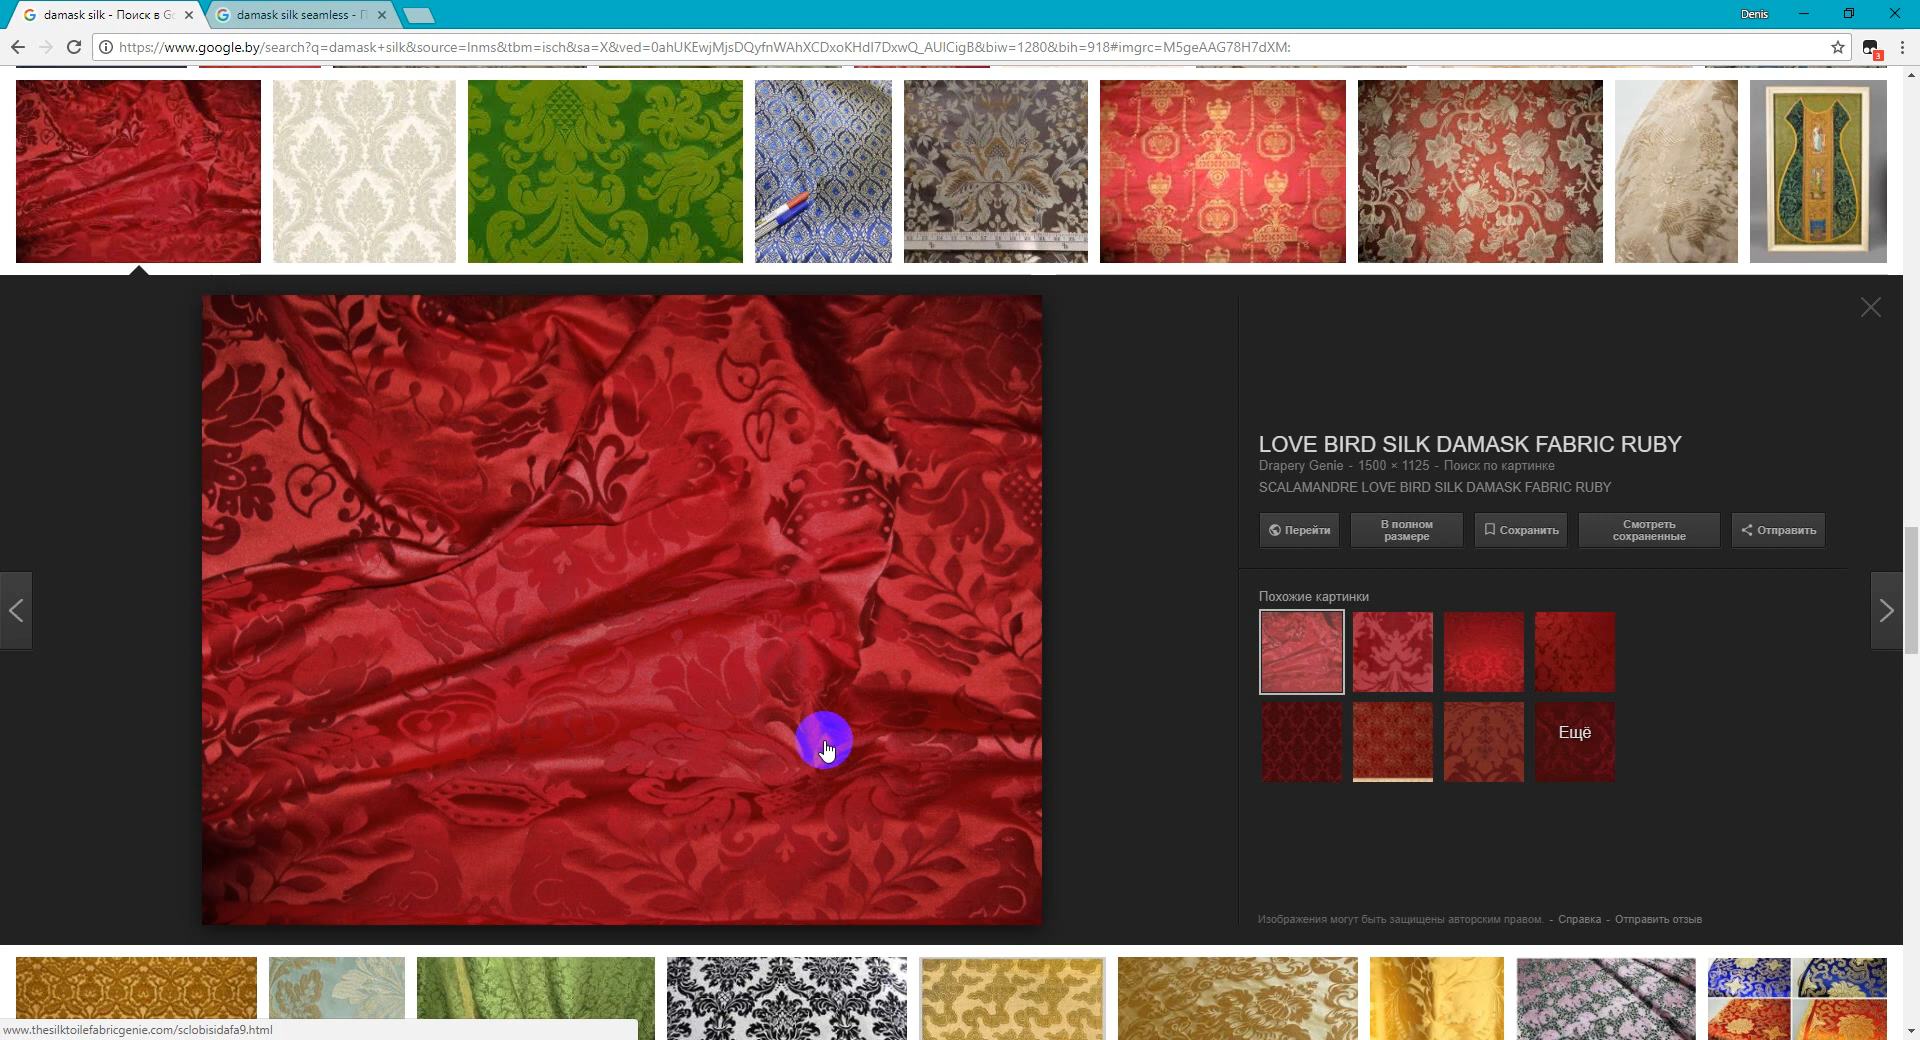 damask silk - Поиск в Go
damask silk seamless - П
Denis
https://www.google.by/search?q=damask+silk&source=lnms&tbm=isch&sa=X&ved=0ahUKEwjMjsDQyfnWAhXCDxoKHdI7DxwQ_AUICigB&biw=1280&bih=918#imgrc=M5geAAG78H7dXM:
3
LOVE BIRD SILK DAMASK FABRIC RUBY
Drapery Genie - 1500 × 1125 - Поиск по картинке
SCALAMANDRE LOVE BIRD SILK DAMASK FABRIC RUBY
Перейти
В полном размере
Сохранить
Смотреть сохраненные
Отправить
Похожие картинки
Ещё
Изображения могут быть защищены авторским правом. - Справка - Отправить отзыв
www.thesilktoilefabricgenie.com/sclobisidafa9.html